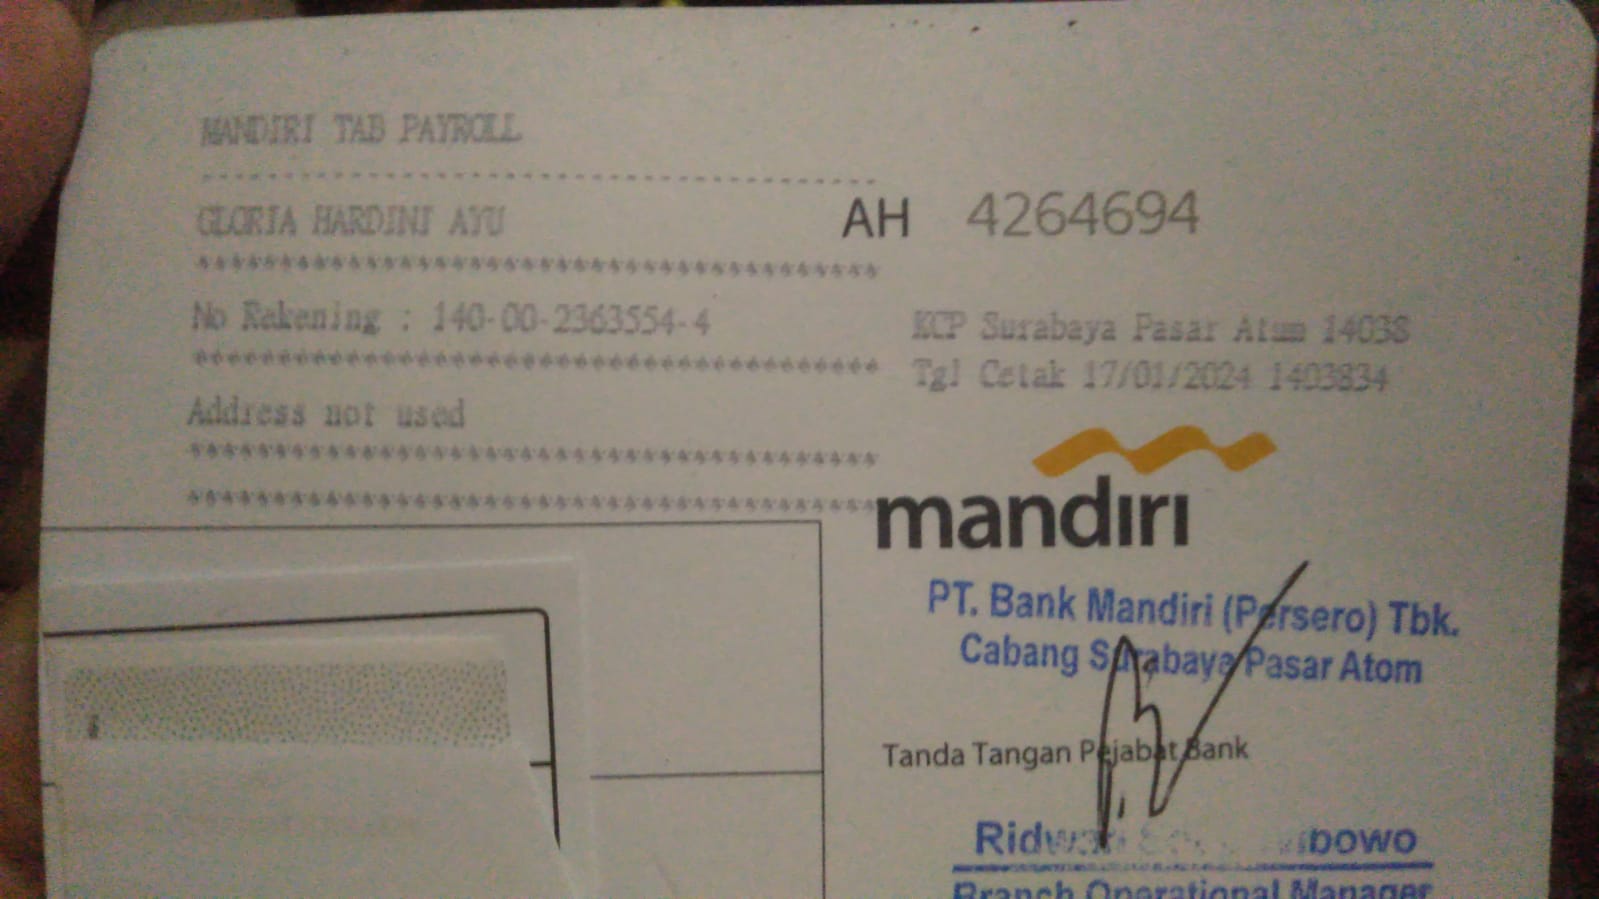 MANDIRI TAB PAYROLL
GLORIA HARDINI AYU
AH 4264694
No Rekening : 140-00-2363554-4
KCP Surabaya Pasar Atum 14038
Tgl Cetak 17/01/2024 1403834
Address not used
mandırı
PT. Bank Mandiri (Persero) Tbk.
Cabang Surabaya Pasar Atom
Tanda Tangan Pejabat Bank
Branch Operational Manager